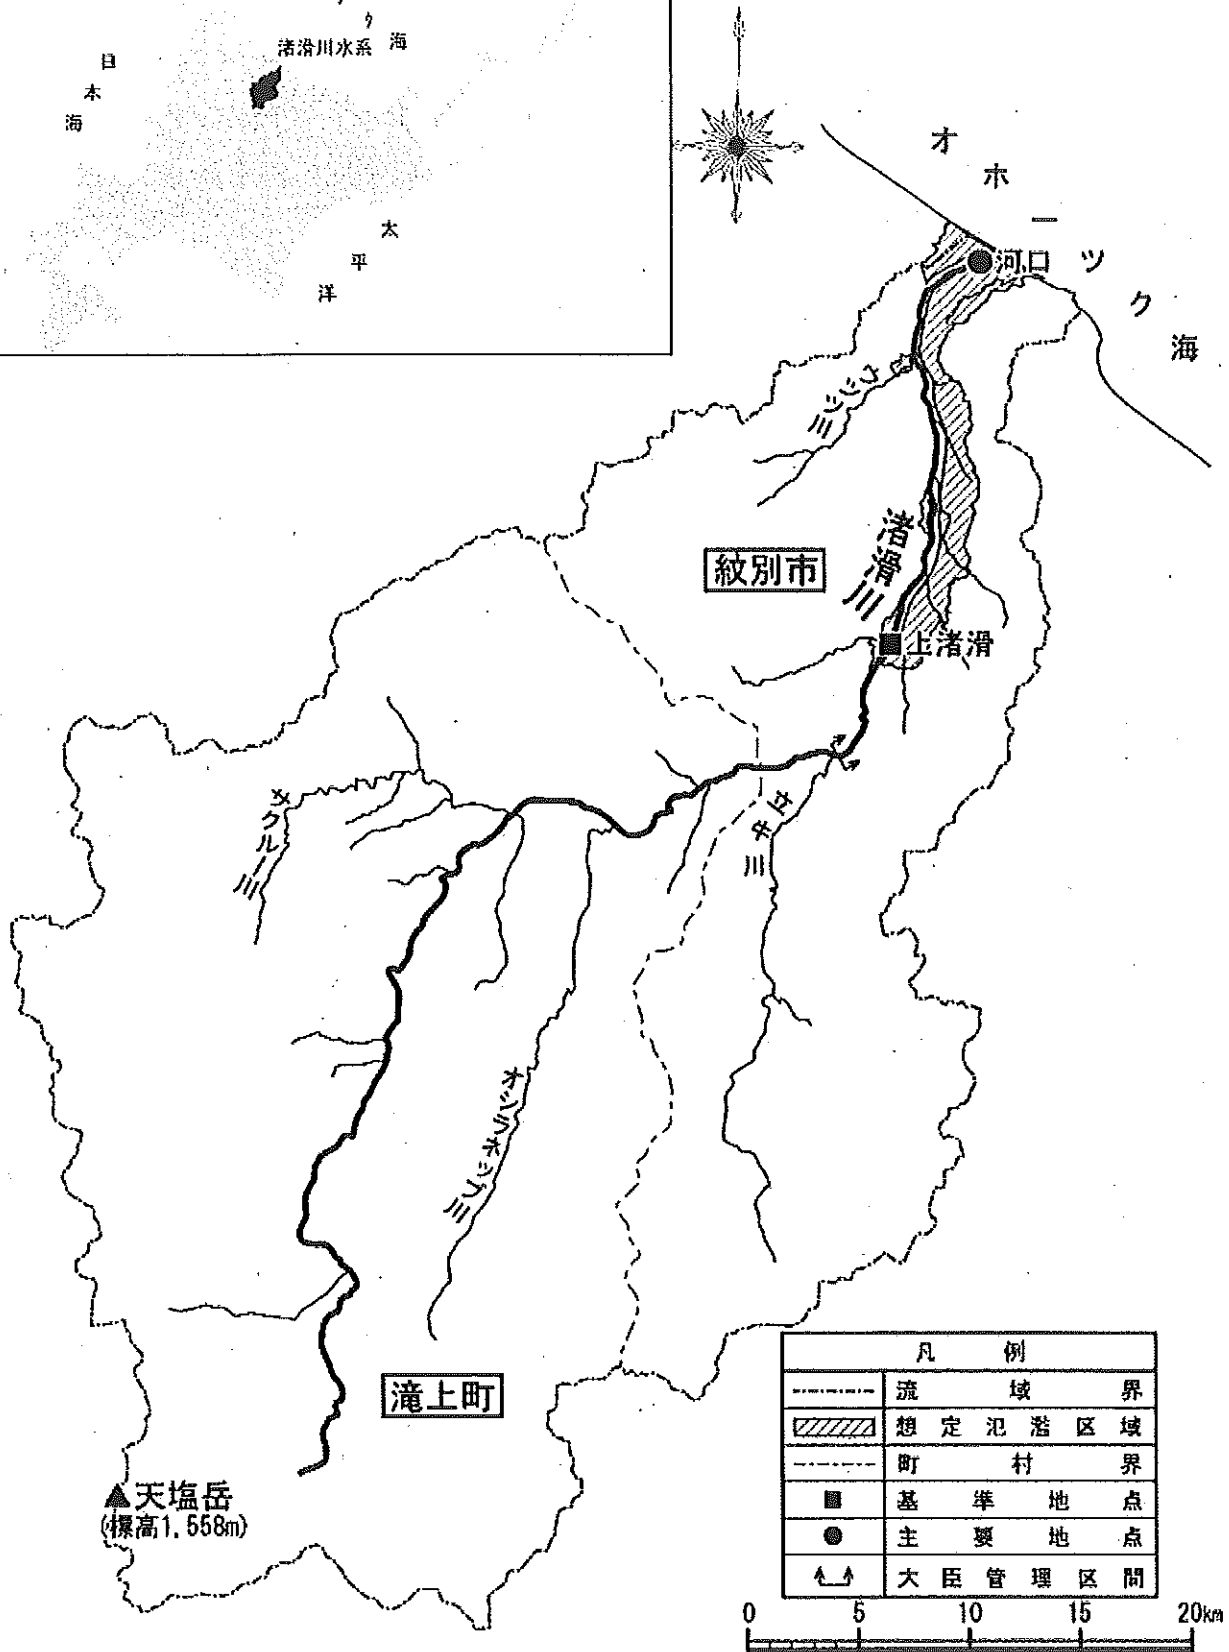 渚滑川水系
海
日本海
太平洋
オホーツク海
河口
ウツツ川
渚滑川
紋別市
上渚滑
サクルー川
立牛川
オシラネップ川
滝上町
天塩岳
(標高1,558m)
凡例
流域界
想定氾濫区域
町村界
基準地点
主要地点
大臣管理区間
0 5 10 15 20km